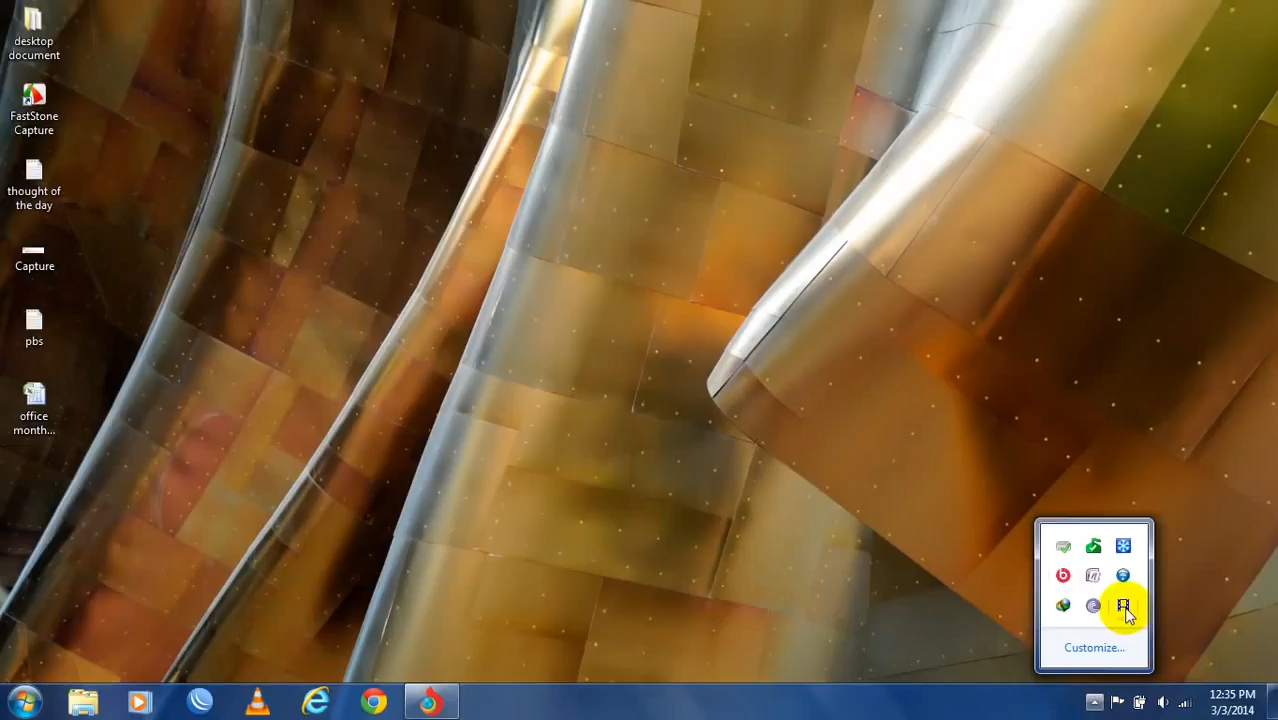 desktop
document
FastStone
Capture
thought of
the day
Capture
pbs
office
month...
Customize...
12:35 PM
3/3/2014